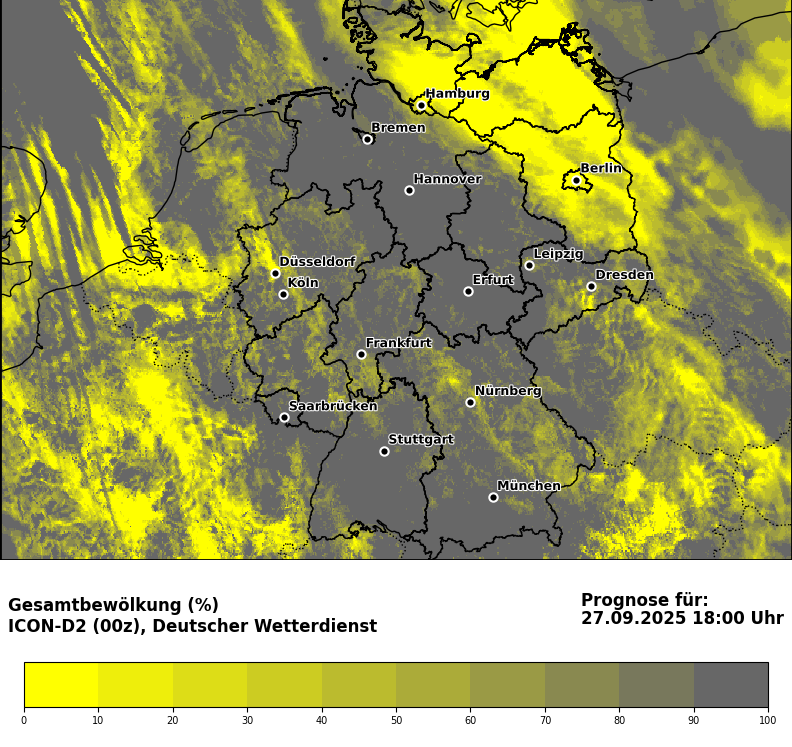 Hamburg
Bremen
Berlin
Hannover
Leipzig
Düsseldorf
Dresden
Köln
Erfurt
Frankfurt
Nürnberg
Saarbrücken
Stuttgart
München
Gesamtbewölkung (%)
ICON-D2 (00z), Deutscher Wetterdienst
Prognose für:
27.09.2025 18:00 Uhr
0 10 20 30 40 50 60 70 80 90 100